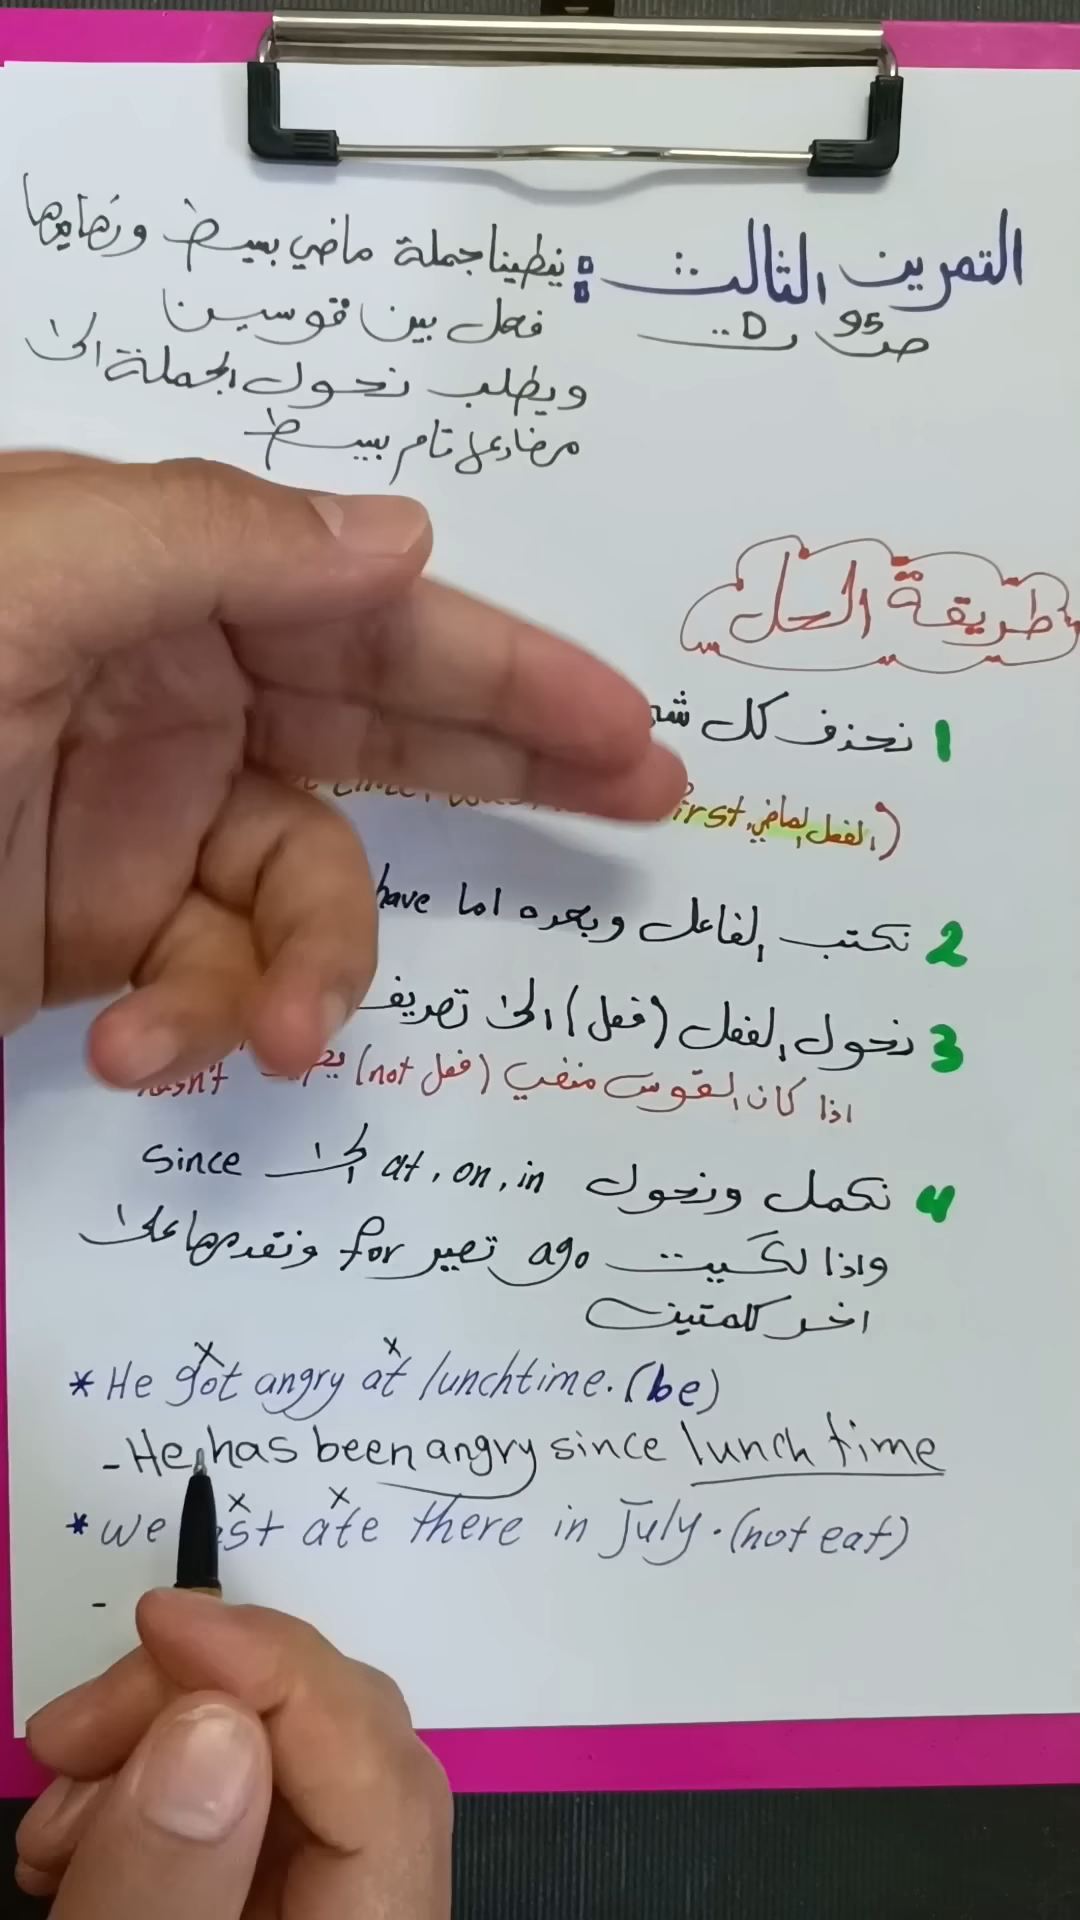 التمرين الثالث : ينطينا جملة ماضي بسيط ونهايرها
ص 95 ت D
فعل بين قوسين
ويطلب نحول الجملة الى
مضارع تام بسيط
طريقة الحل
1 نحذف كل
(الفعل الماضي, first,
2 نكتب الفاعل وبعده اما have
3 نحول الفعل (فعل) الى تصريف
اذا كان القوس منفي (not فعل)
4 نكمل ونحول at, on, in الى since
واذا لگيت ago تصير for ونقدمها على
اخر كلمتين
* He got angry at lunchtime. (be)
- He has been angry since lunch time
* we ate there in July. (not eat)
-